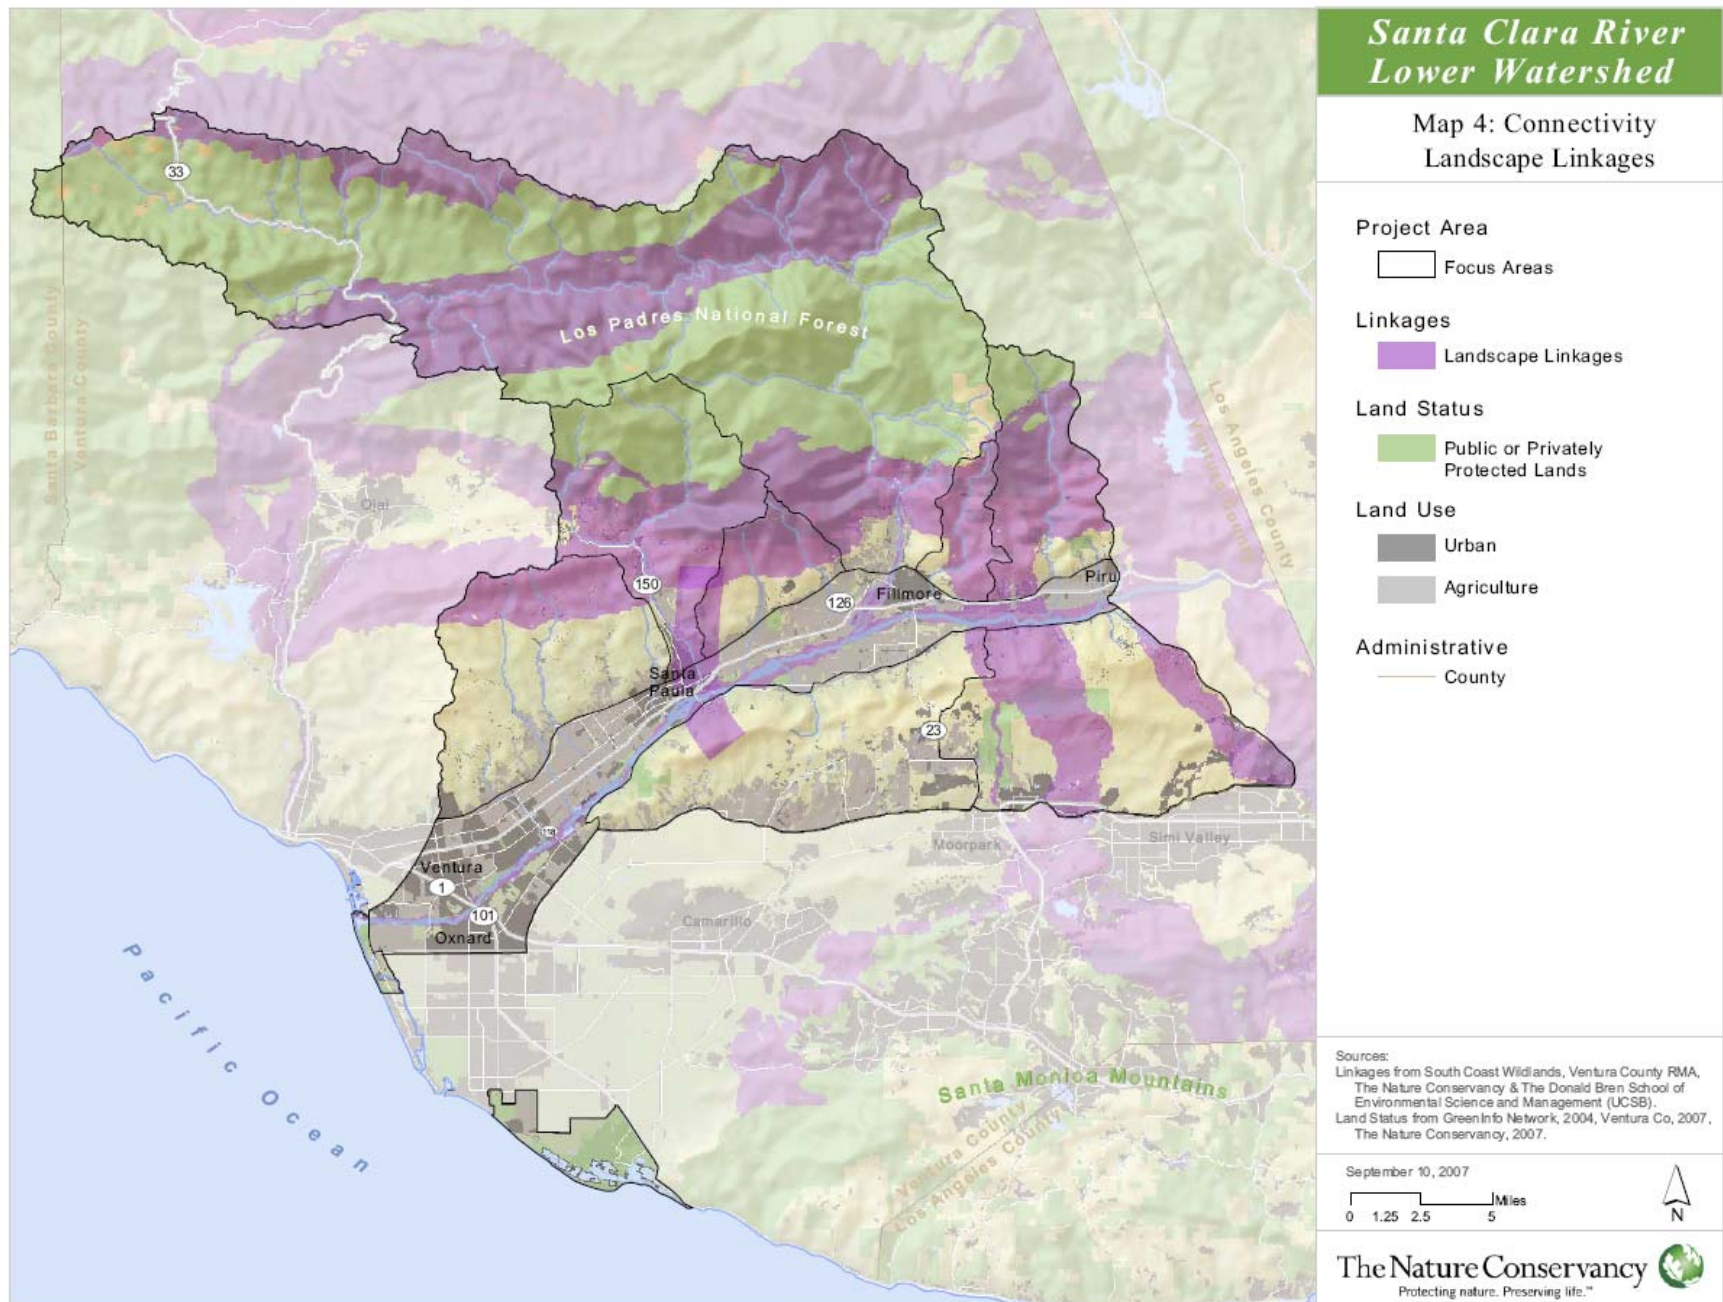 Santa Clara River
Lower Watershed
Map 4: Connectivity
Landscape Linkages
Project Area
Focus Areas
Linkages
Landscape Linkages
Land Status
Public or Privately
Protected Lands
Land Use
Urban
Agriculture
Administrative
County
Sources:
Linkages from South Coast Wildlands, Ventura County RMA,
The Nature Conservancy & The Donald Bren School of
Environmental Science and Management (UCSB).
Land Status from GreenInfo Network, 2004, Ventura Co, 2007,
The Nature Conservancy, 2007.
September 10, 2007
Miles
0 1.25 2.5 5
N
The Nature Conservancy
Protecting nature. Preserving life.™
33
Los Padres National Forest
Santa Barbara County
Ventura County
Los Angeles County
Ventura County
Ojai
150
126
Fillmore
Piru
Santa
Paula
23
118
Ventura
1
101
Oxnard
Moorpark
Simi Valley
Camarillo
Santa Monica Mountains
Ventura County
Los Angeles County
Pacific Ocean